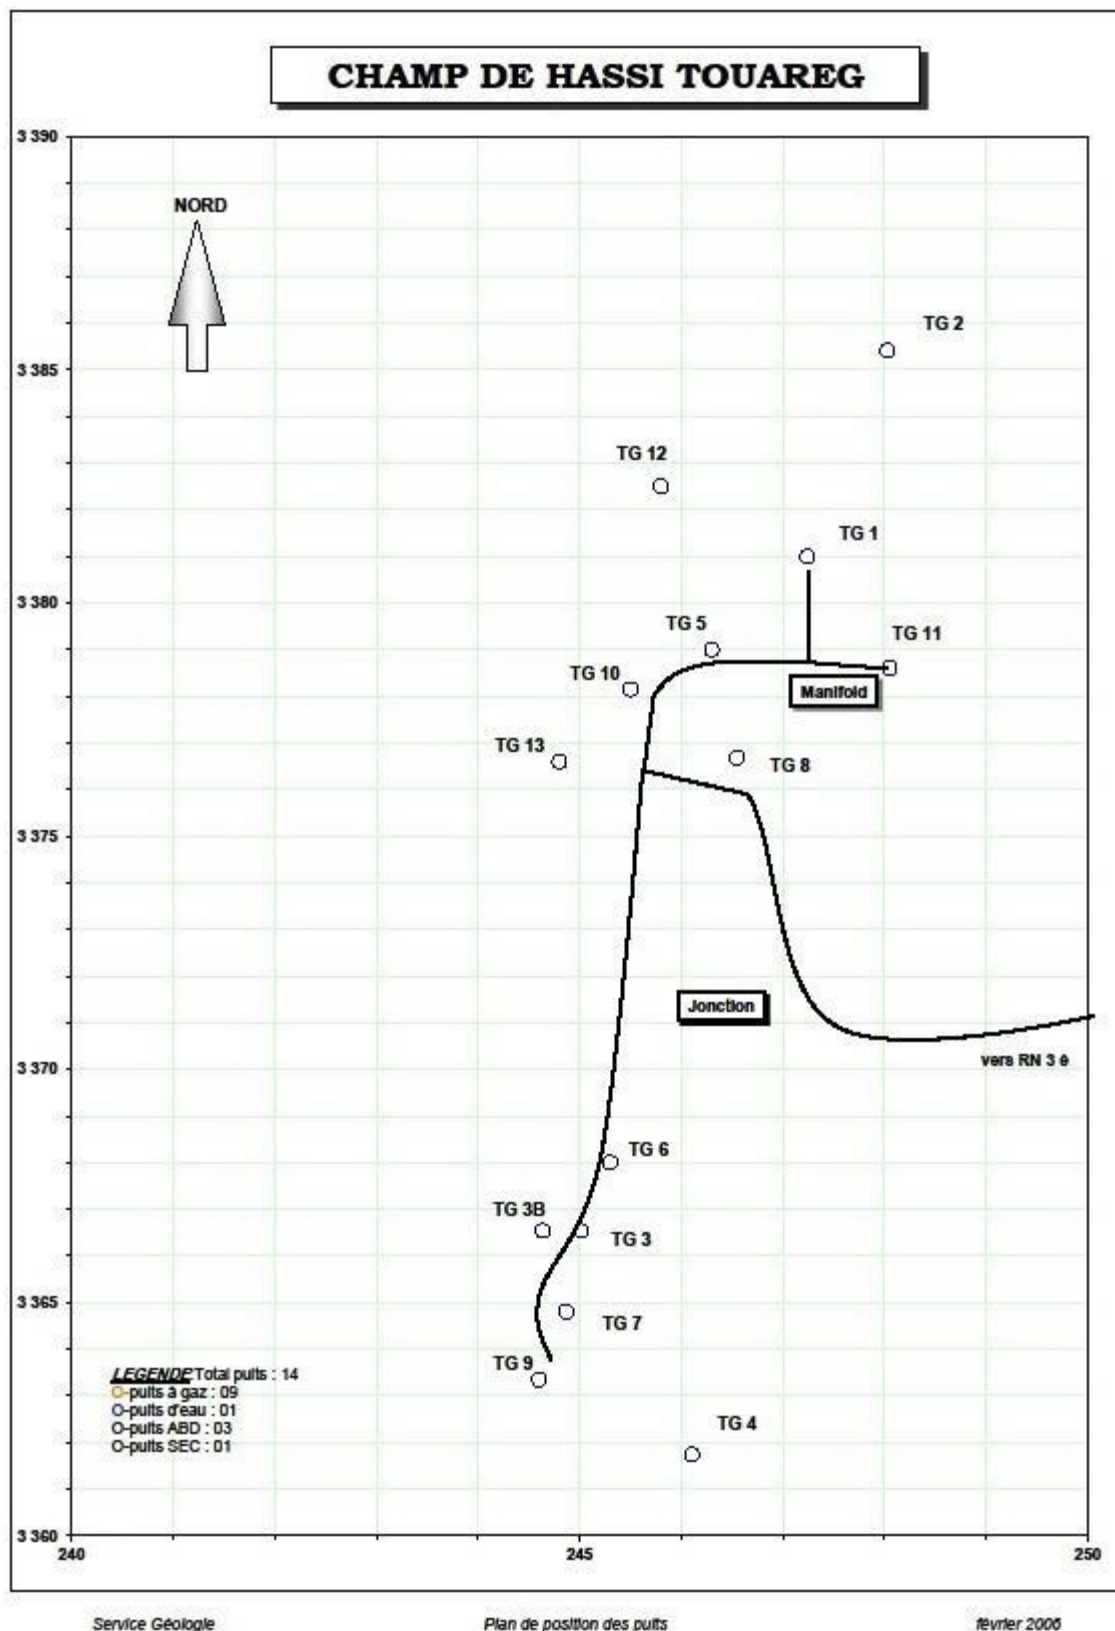 CHAMP DE HASSI TOUAREG
3 390
NORD
TG 2
3 385
TG 12
TG 1
3 380
TG 5
TG 11
TG 10
Manifold
TG 13
TG 8
3 375
Jonction
3 370
vers RN 3 è
TG 6
TG 3B
TG 3
3 365
TG 7
TG 9
LEGENDE Total puits : 14
O-puits à gaz : 09
O-puits d'eau : 01
O-puits ABD : 03
O-puits SEC : 01
TG 4
3 360
240 245 250
Service Géologie Plan de position des puits février 2006